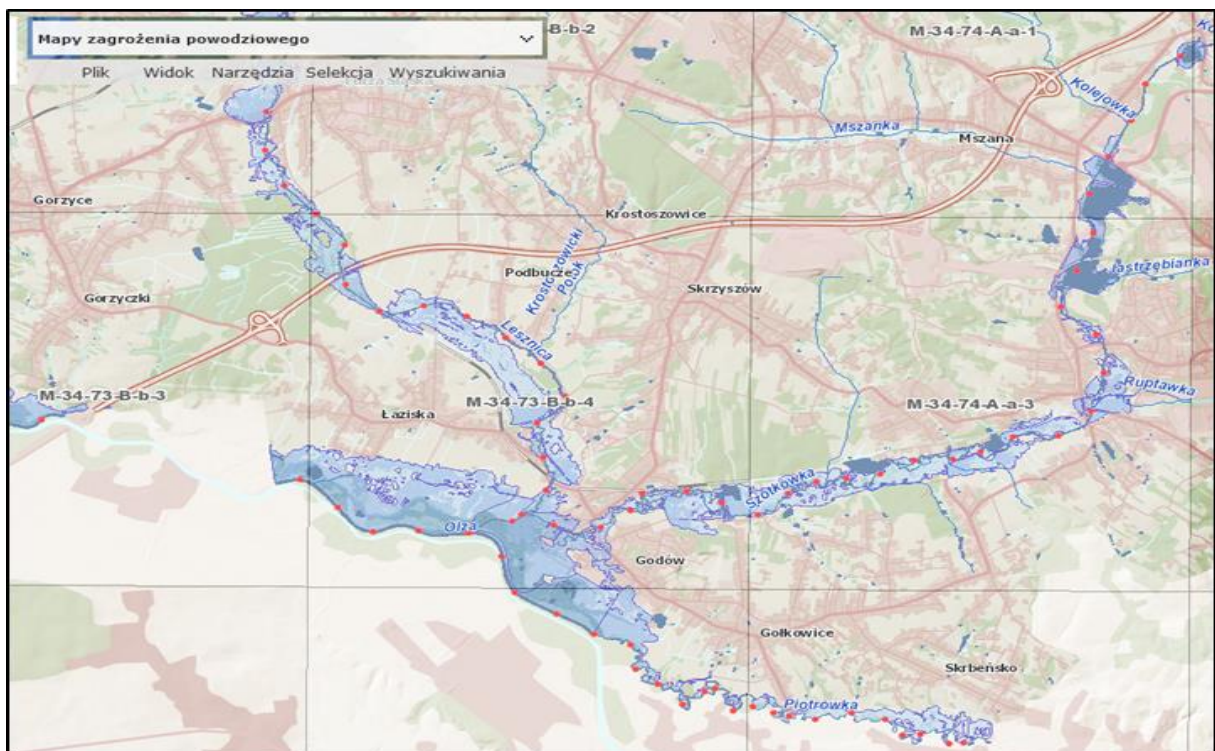 Mapy zagrożenia powodziowego
B-b-2
M-34-74-A-a-1
Plik Widok Narzędzia Selekcja Wyszukiwania
Kolejówka
Mszanka
Mszana
Gorzyce
Krostoszowice
Podbucze
Krostoszowicki
Potok
Jastrzębianka
Skrzyszów
Gorzyczki
Lesznica
Ruptawka
M-34-73-B-b-3
Łaziska
M-34-73-B-b-4
M-34-74-A-a-3
Szotkówka
Olza
Godów
Gołkowice
Skrbeńsko
Piotrówka